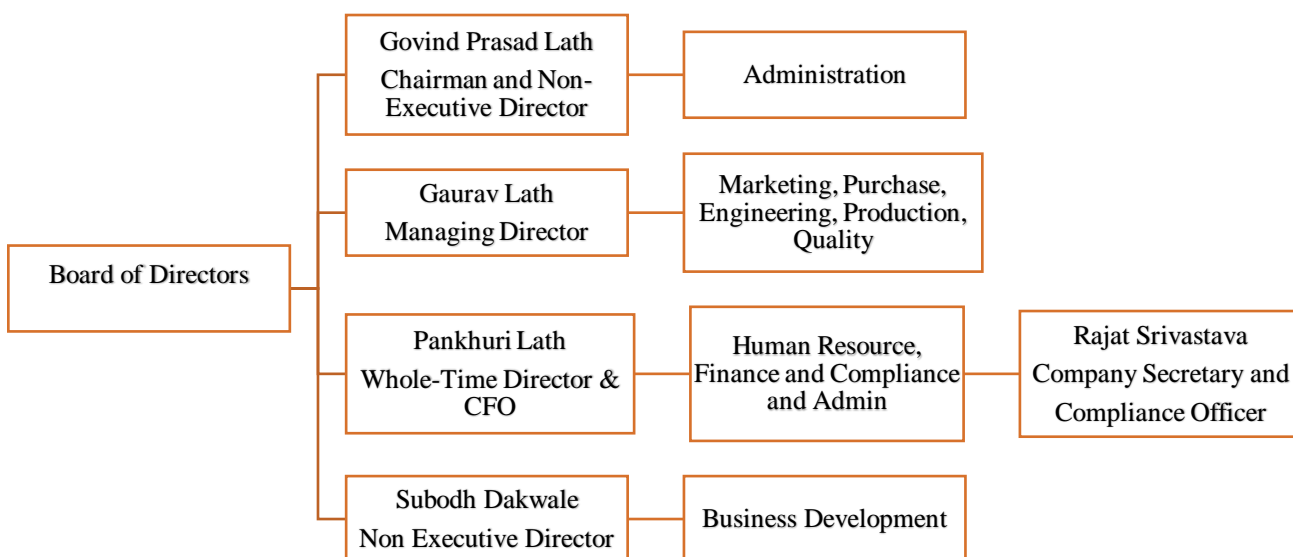 Board of Directors
Govind Prasad Lath
Chairman and Non-
Executive Director
Administration
Gaurav Lath
Managing Director
Marketing, Purchase,
Engineering, Production,
Quality
Pankhuri Lath
Whole-Time Director &
CFO
Human Resource,
Finance and Compliance
and Admin
Rajat Srivastava
Company Secretary and
Compliance Officer
Subodh Dakwale
Non Executive Director
Business Development